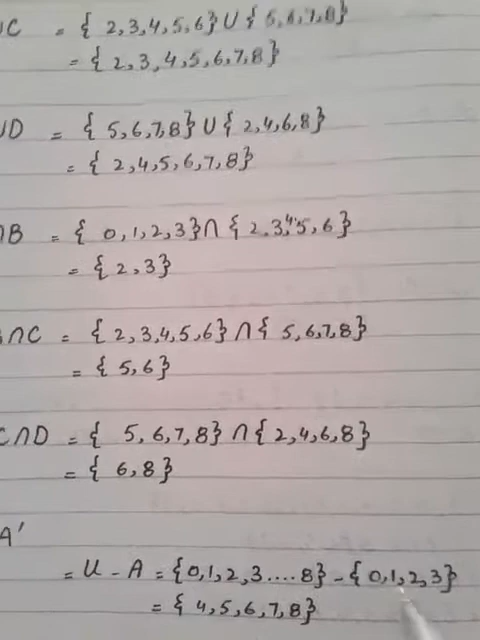 UC = { 2,3,4,5,6} U { 5,6,7,8}
= { 2,3,4,5,6,7,8}
UD = { 5,6,7,8} U { 2,4,6,8}
= { 2,4,5,6,7,8}
∩B = { 0,1,2,3} ∩ { 2,3,4,5,6}
= { 2,3}
∩C = { 2,3,4,5,6} ∩ { 5,6,7,8}
= { 5,6}
C∩D = { 5,6,7,8} ∩ { 2,4,6,8}
= { 6,8}
A'
= U - A = {0,1,2,3....8} - { 0,1,2,3}
= { 4,5,6,7,8}